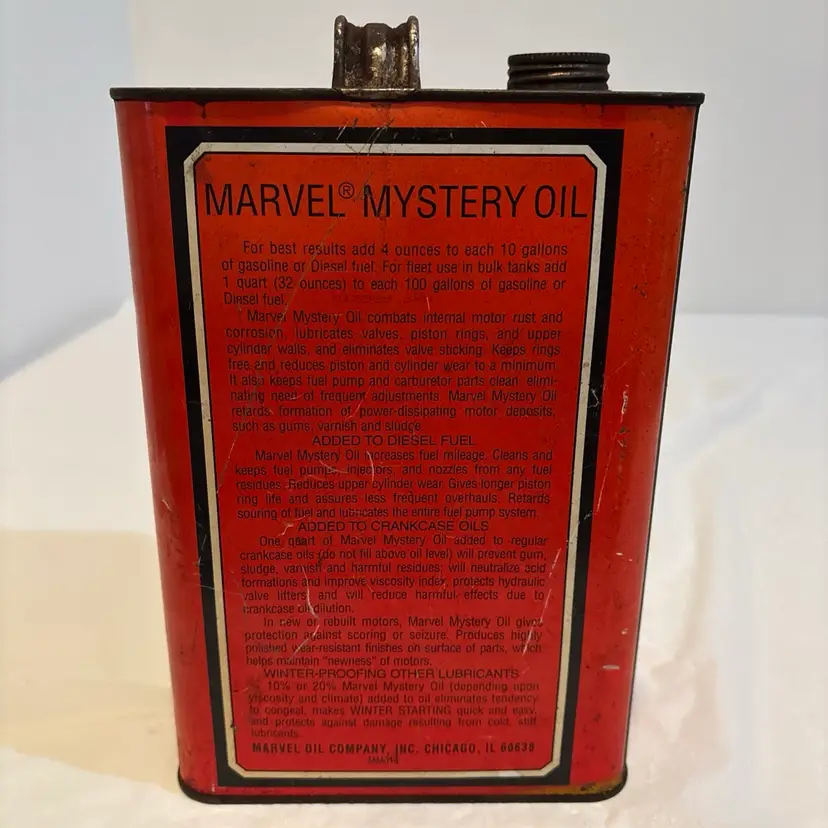 MARVEL® MYSTERY OIL
For best results add 4 ounces to each 10 gallons
of gasoline or Diesel fuel. For fleet use in bulk tanks add
1 quart (32 ounces) to each 100 gallons of gasoline or
Diesel fuel.
Marvel Mystery Oil combats internal motor rust and
corrosion, lubricates valves, piston rings, and upper
cylinder walls, and eliminates valve sticking. Keeps rings
free and reduces piston and cylinder wear to a minimum.
It also keeps fuel pump and carburetor parts clean, elimi-
nating need of frequent adjustments. Marvel Mystery Oil
retards formation of power-dissipating motor deposits,
such as gums, varnish and sludge.
ADDED TO DIESEL FUEL
Marvel Mystery Oil increases fuel mileage. Cleans and
keeps fuel pumps, injectors, and nozzles from any fuel
residues. Reduces upper cylinder wear. Gives longer piston
ring life and assures less frequent overhauls. Retards
souring of fuel and lubricates the entire fuel pump system.
ADDED TO CRANKCASE OILS
One quart of Marvel Mystery Oil added to regular
crankcase oils (do not fill above oil level) will prevent gum,
sludge, varnish and harmful residues; will neutralize acid
formations and improve viscosity index, protects hydraulic
valve lifters, and will reduce harmful effects due to
crankcase oil dilution.
In new or rebuilt motors, Marvel Mystery Oil gives
protection against scoring or seizure. Produces highly
polished wear-resistant finishes on surface of parts, which
helps maintain "newness" of motors.
WINTER-PROOFING OTHER LUBRICANTS
10% or 20% Marvel Mystery Oil (depending upon
viscosity and climate) added to oil eliminates tendency
to congeal, makes WINTER STARTING quick and easy,
and protects against damage resulting from cold, stiff
lubricants.
MARVEL OIL COMPANY, INC. CHICAGO, IL 60638